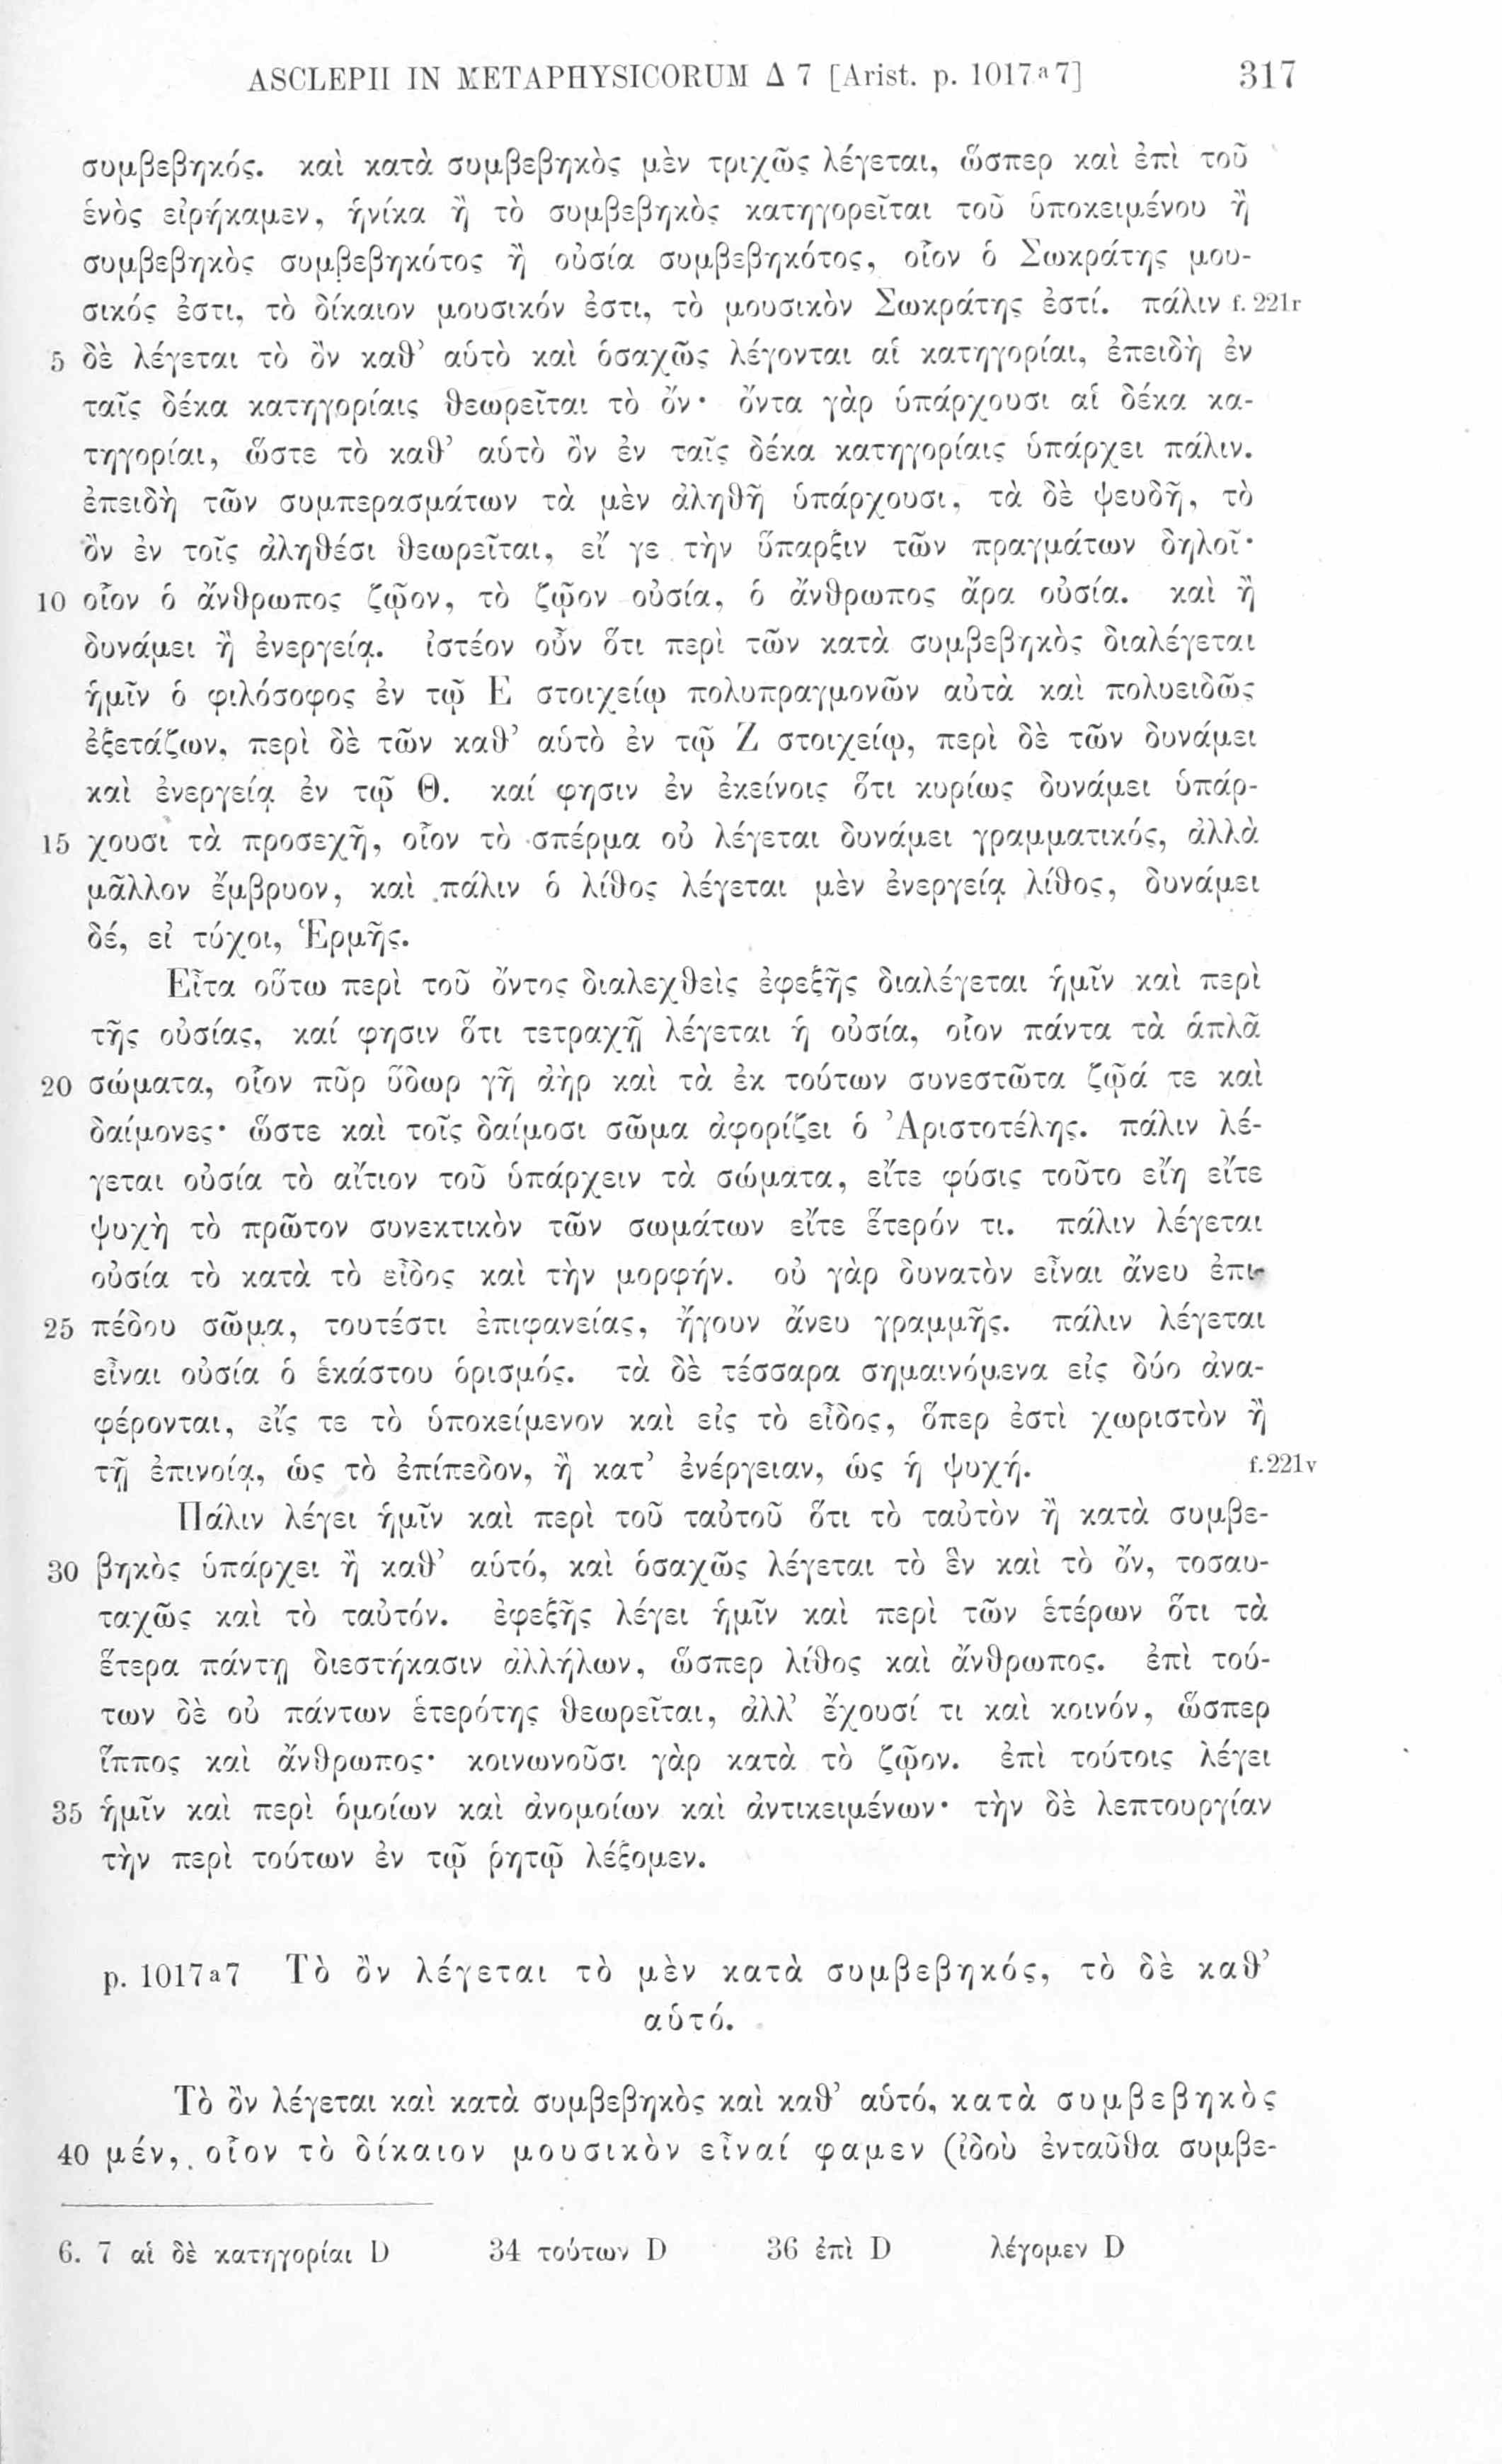 ASCLEPII IN METAPHYSICORUM Δ 7 [Arist. p. 1017ᵃ7] 317
συμβεβηκός. καὶ κατὰ συμβεβηκὸς μὲν τριχῶς λέγεται, ὥσπερ καὶ ἐπὶ τοῦ
ἑνὸς εἰρήκαμεν, ἡνίκα ἢ τὸ συμβεβηκὸς κατηγορεῖται τοῦ ὑποκειμένου ἢ
συμβεβηκὸς συμβεβηκότος ἢ οὐσία συμβεβηκότος, οἷον ὁ Σωκράτης μου-
σικός ἐστι, τὸ δίκαιον μουσικόν ἐστι, τὸ μουσικὸν Σωκράτης ἐστί. πάλιν f. 221r
5 δὲ λέγεται τὸ ὂν καθ’ αὑτὸ καὶ ὁσαχῶς λέγονται αἱ κατηγορίαι, ἐπειδὴ ἐν
ταῖς δέκα κατηγορίαις θεωρεῖται τὸ ὄν· ὄντα γὰρ ὑπάρχουσι αἱ δέκα κα-
τηγορίαι, ὥστε τὸ καθ’ αὑτὸ ὂν ἐν ταῖς δέκα κατηγορίαις ὑπάρχει πάλιν.
ἐπειδὴ τῶν συμπερασμάτων τὰ μὲν ἀληθῆ ὑπάρχουσι, τὰ δὲ ψευδῆ, τὸ
ὂν ἐν τοῖς ἀληθέσι θεωρεῖται, εἴ γε τὴν ὕπαρξιν τῶν πραγμάτων δηλοῖ·
10 οἷον ὁ ἄνθρωπος ζῷον, τὸ ζῷον οὐσία, ὁ ἄνθρωπος ἄρα οὐσία. καὶ ἢ
δυνάμει ἢ ἐνεργείᾳ. ἰστέον οὖν ὅτι περὶ τῶν κατὰ συμβεβηκὸς διαλέγεται
ἡμῖν ὁ φιλόσοφος ἐν τῷ Ε στοιχείῳ πολυπραγμονῶν αὐτὰ καὶ πολυειδῶς
ἐξετάζων, περὶ δὲ τῶν καθ’ αὑτὸ ἐν τῷ Ζ στοιχείῳ, περὶ δὲ τῶν δυνάμει
καὶ ἐνεργείᾳ ἐν τῷ Θ. καί φησιν ἐν ἐκείνοις ὅτι κυρίως δυνάμει ὑπάρ-
15 χουσι τὰ προσεχῆ, οἷον τὸ σπέρμα οὐ λέγεται δυνάμει γραμματικός, ἀλλὰ
μᾶλλον ἔμβρυον, καὶ πάλιν ὁ λίθος λέγεται μὲν ἐνεργείᾳ λίθος, δυνάμει
δέ, εἰ τύχοι, Ἑρμῆς.
Εἶτα οὕτω περὶ τοῦ ὄντος διαλεχθεὶς ἐφεξῆς διαλέγεται ἡμῖν καὶ περὶ
τῆς οὐσίας, καί φησιν ὅτι τετραχῇ λέγεται ἡ οὐσία, οἷον πάντα τὰ ἁπλᾶ
20 σώματα, οἷον πῦρ ὕδωρ γῆ ἀὴρ καὶ τὰ ἐκ τούτων συνεστῶτα ζῷά τε καὶ
δαίμονες· ὥστε καὶ τοῖς δαίμοσι σῶμα ἀφορίζει ὁ Ἀριστοτέλης. πάλιν λέ-
γεται οὐσία τὸ αἴτιον τοῦ ὑπάρχειν τὰ σώματα, εἴτε φύσις τοῦτο εἴη εἴτε
ψυχὴ τὸ πρῶτον συνεκτικὸν τῶν σωμάτων εἴτε ἕτερόν τι. πάλιν λέγεται
οὐσία τὸ κατὰ τὸ εἶδος καὶ τὴν μορφήν. οὐ γὰρ δυνατὸν εἶναι ἄνευ ἐπι-
25 πέδου σῶμα, τουτέστι ἐπιφανείας, ἤγουν ἄνευ γραμμῆς. πάλιν λέγεται
εἶναι οὐσία ὁ ἑκάστου ὁρισμός. τὰ δὲ τέσσαρα σημαινόμενα εἰς δύο ἀνα-
φέρονται, εἴς τε τὸ ὑποκείμενον καὶ εἰς τὸ εἶδος, ὅπερ ἐστὶ χωριστὸν ἢ
τῇ ἐπινοίᾳ, ὡς τὸ ἐπίπεδον, ἢ κατ’ ἐνέργειαν, ὡς ἡ ψυχή. f. 221v
Πάλιν λέγει ἡμῖν καὶ περὶ τοῦ ταὐτοῦ ὅτι τὸ ταὐτὸν ἢ κατὰ συμβε-
30 βηκὸς ὑπάρχει ἢ καθ’ αὑτό, καὶ ὁσαχῶς λέγεται τὸ ἓν καὶ τὸ ὄν, τοσαυ-
ταχῶς καὶ τὸ ταὐτόν. ἐφεξῆς λέγει ἡμῖν καὶ περὶ τῶν ἑτέρων ὅτι τὰ
ἕτερα πάντῃ διεστήκασιν ἀλλήλων, ὥσπερ λίθος καὶ ἄνθρωπος. ἐπὶ τού-
των δὲ οὐ πάντων ἑτερότης θεωρεῖται, ἀλλ’ ἔχουσί τι καὶ κοινόν, ὥσπερ
ἵππος καὶ ἄνθρωπος· κοινωνοῦσι γὰρ κατὰ τὸ ζῷον. ἐπὶ τούτοις λέγει
35 ἡμῖν καὶ περὶ ὁμοίων καὶ ἀνομοίων καὶ ἀντικειμένων· τὴν δὲ λεπτουργίαν
τὴν περὶ τούτων ἐν τῷ ῥητῷ λέξομεν.
p. 1017ᵃ7 Τὸ ὂν λέγεται τὸ μὲν κατὰ συμβεβηκός, τὸ δὲ καθ’
αὑτό.
Τὸ ὂν λέγεται καὶ κατὰ συμβεβηκὸς καὶ καθ’ αὑτό, κατὰ συμβεβηκὸς
40 μέν, οἷον τὸ δίκαιον μουσικὸν εἶναί φαμεν (ἰδοὺ ἐνταῦθα συμβε-
6. 7 αἱ δὲ κατηγορίαι D 34 τούτων D 36 ἐπὶ D λέγομεν D